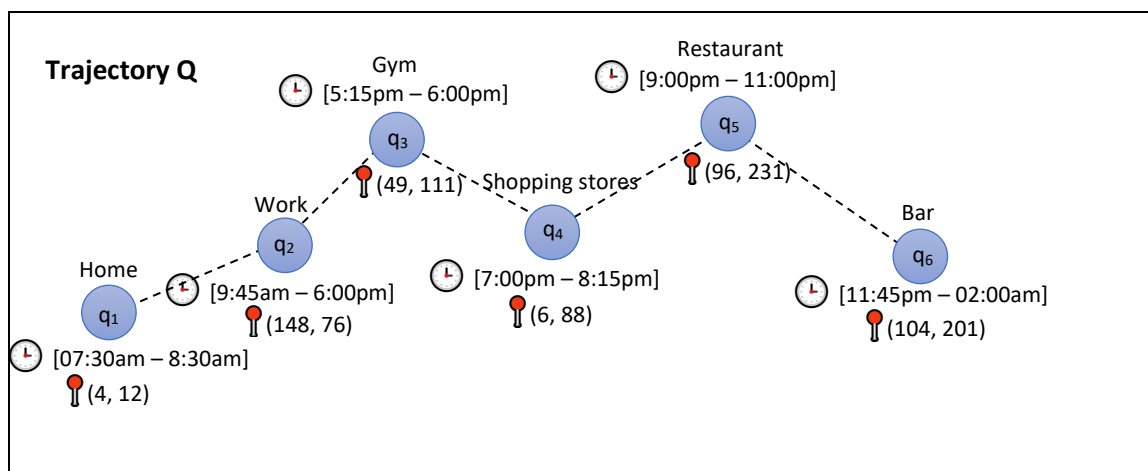 Trajectory Q
Home
q1
[07:30am – 8:30am]
(4, 12)
Work
q2
[9:45am – 6:00pm]
(148, 76)
Gym
[5:15pm – 6:00pm]
q3
(49, 111)
Shopping stores
q4
[7:00pm – 8:15pm]
(6, 88)
Restaurant
[9:00pm – 11:00pm]
q5
(96, 231)
Bar
q6
[11:45pm – 02:00am]
(104, 201)